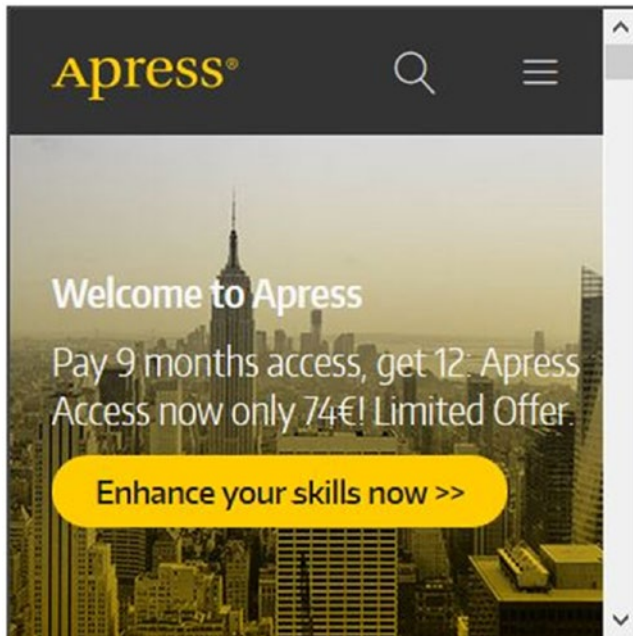 Apress®
Welcome to Apress
Pay 9 months access, get 12: Apress
Access now only 74€! Limited Offer.
Enhance your skills now >>